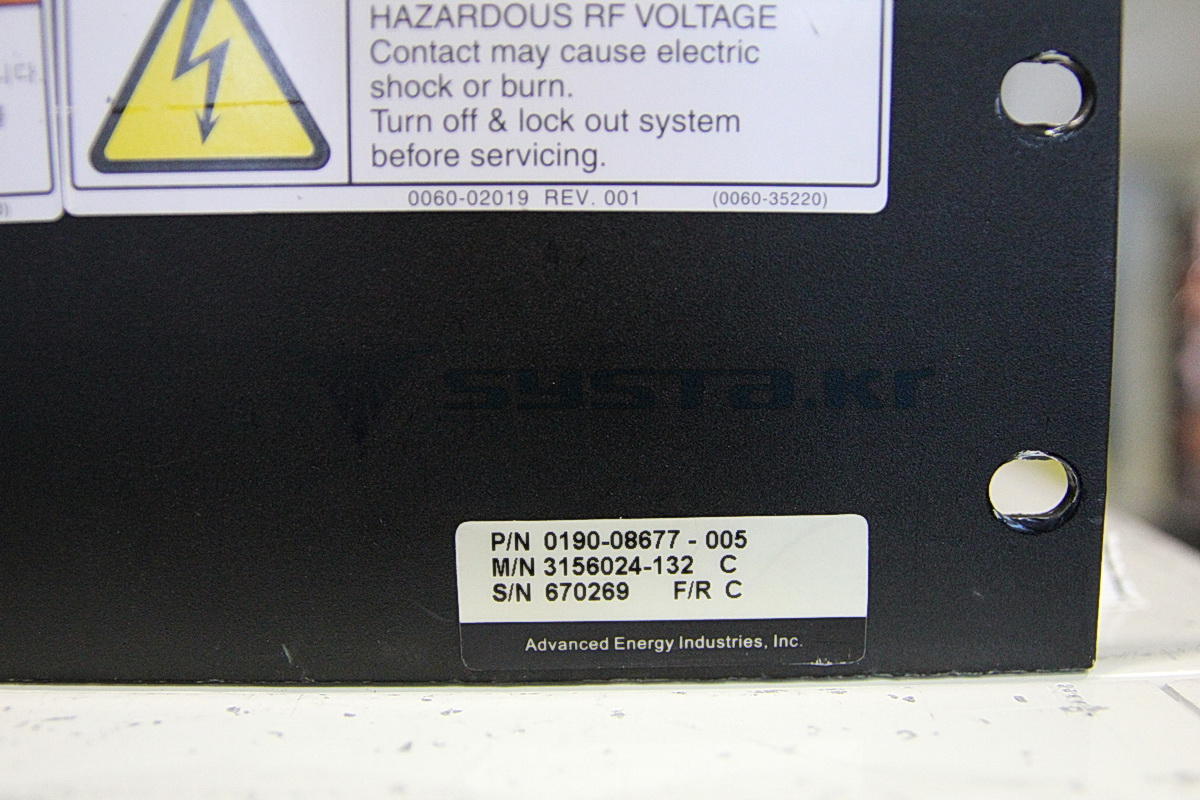 HAZARDOUS RF VOLTAGE
Contact may cause electric
shock or burn.
Turn off & lock out system
before servicing.
0060-02019 REV. 001 (0060-35220)
systa.kr
P/N 0190-08677 - 005
M/N 3156024-132 C
S/N 670269 F/R C
Advanced Energy Industries, Inc.